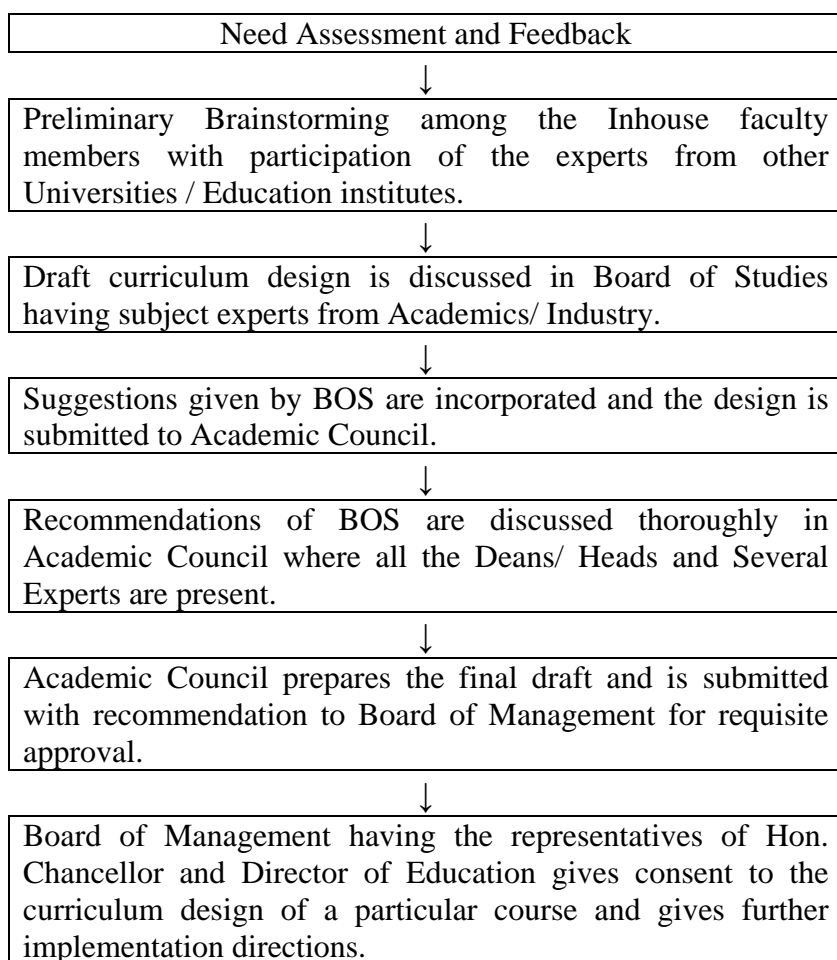 Need Assessment and Feedback
↓
Preliminary Brainstorming among the Inhouse faculty
members with participation of the experts from other
Universities / Education institutes.
↓
Draft curriculum design is discussed in Board of Studies
having subject experts from Academics/ Industry.
↓
Suggestions given by BOS are incorporated and the design is
submitted to Academic Council.
↓
Recommendations of BOS are discussed thoroughly in
Academic Council where all the Deans/ Heads and Several
Experts are present.
↓
Academic Council prepares the final draft and is submitted
with recommendation to Board of Management for requisite
approval.
↓
Board of Management having the representatives of Hon.
Chancellor and Director of Education gives consent to the
curriculum design of a particular course and gives further
implementation directions.